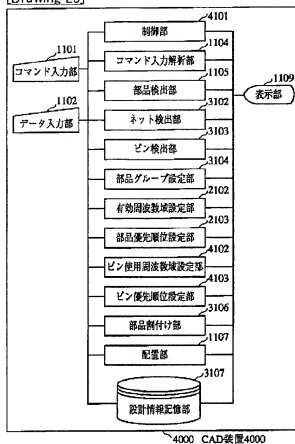 [Drawing 23]
4101
制御部
1101
コマンド入力部
1104
コマンド入力解析部
1105
部品検出部
1109
表示部
1102
データ入力部
3102
ネット検出部
3103
ピン検出部
3104
部品グループ設定部
2102
有効周波数域設定部
2103
部品優先順位設定部
4102
ピン使用周波数域設定部
4103
ピン優先順位設定部
3106
部品割付け部
1107
配置部
3107
設計情報記憶部
4000 CAD装置4000